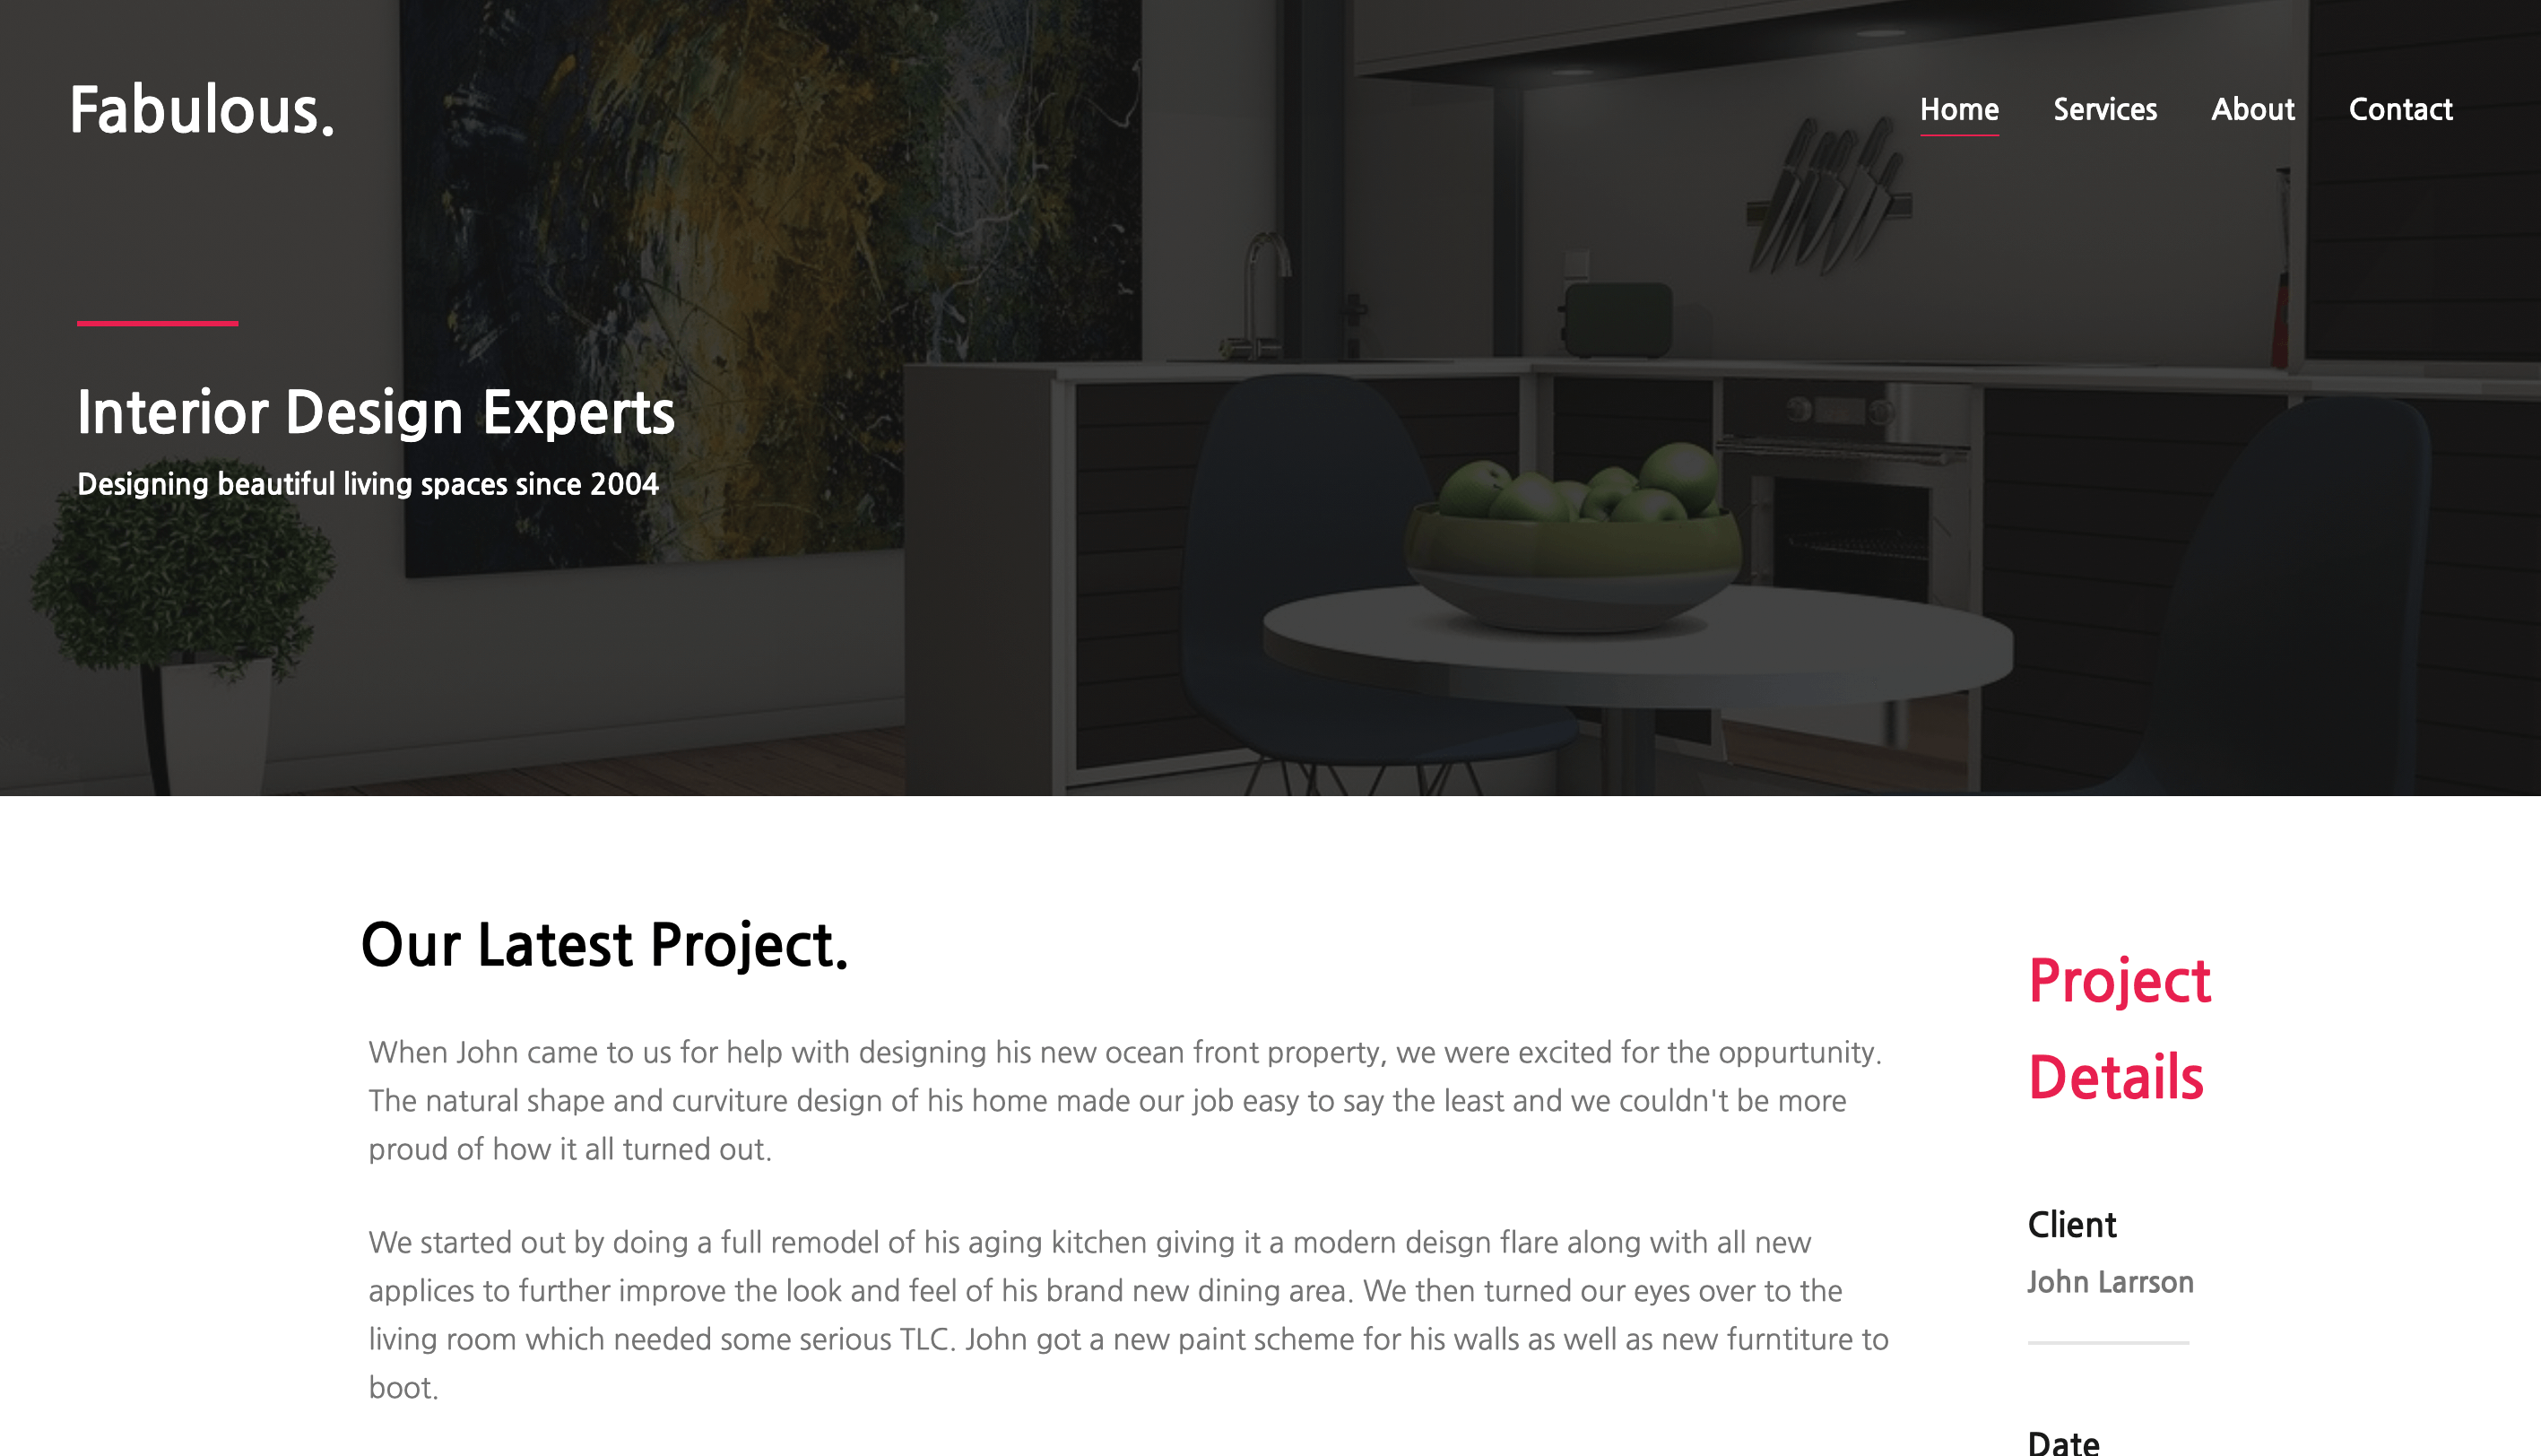 Fabulous.
Home
Services
About
Contact
Interior Design Experts
Designing beautiful living spaces since 2004
Our Latest Project.
When John came to us for help with designing his new ocean front property, we were excited for the oppurtunity.
The natural shape and curviture design of his home made our job easy to say the least and we couldn't be more
proud of how it all turned out.
We started out by doing a full remodel of his aging kitchen giving it a modern deisgn flare along with all new
applices to further improve the look and feel of his brand new dining area. We then turned our eyes over to the
living room which needed some serious TLC. John got a new paint scheme for his walls as well as new furntiture to
boot.
Project
Details
Client
John Larrson
Date